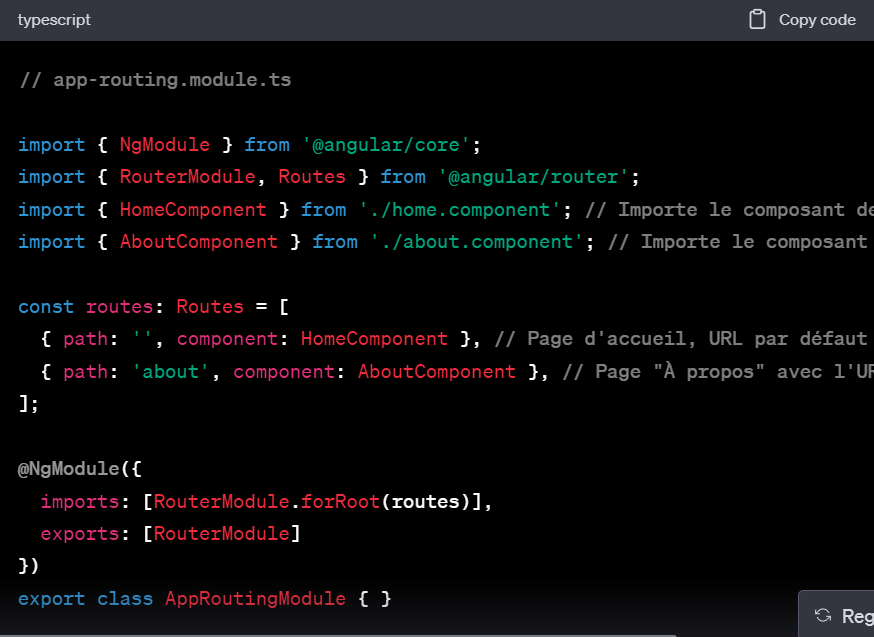 typescript
Copy code
// app-routing.module.ts
import { NgModule } from '@angular/core';
import { RouterModule, Routes } from '@angular/router';
import { HomeComponent } from './home.component'; // Importe le composant de
import { AboutComponent } from './about.component'; // Importe le composant
const routes: Routes = [
  { path: '', component: HomeComponent }, // Page d'accueil, URL par défaut
  { path: 'about', component: AboutComponent }, // Page "À propos" avec l'UR
];
@NgModule({
  imports: [RouterModule.forRoot(routes)],
  exports: [RouterModule]
})
export class AppRoutingModule { }
Reg